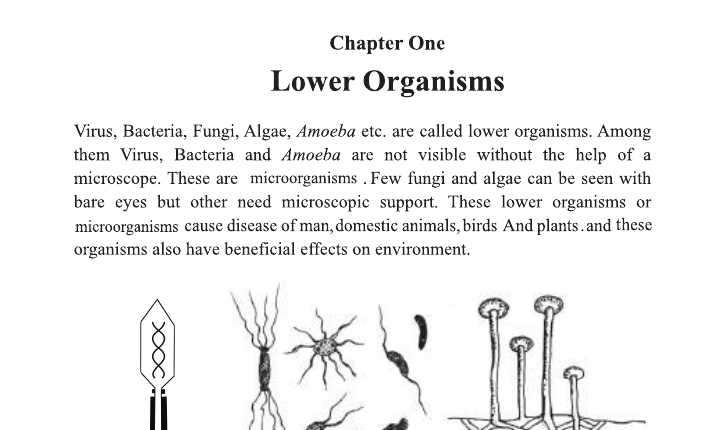 Chapter One
Lower Organisms
Virus, Bacteria, Fungi, Algae, Amoeba etc. are called lower organisms. Among
them Virus, Bacteria and Amoeba are not visible without the help of a
microscope. These are microorganisms . Few fungi and algae can be seen with
bare eyes but other need microscopic support. These lower organisms or
microorganisms cause disease of man, domestic animals, birds And plants. and these
organisms also have beneficial effects on environment.